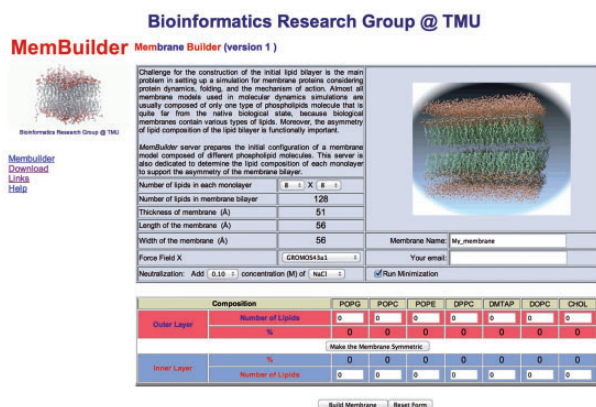 Bioinformatics Research Group @ TMU
MemBuilder Membrane Builder (version 1 )
Bioinformatics Research Group @ TMU
Membuilder
Download
Links
Help
Challenge for the construction of the initial lipid bilayer is the main
problem in setting up a simulation for membrane proteins considering
protein dynamics, folding, and the mechanism of action. Almost all
membrane models used in molecular dynamics simulations are
usually composed of only one type of phospholipids molecule that is
quite far from the native biological state, because biological
membranes contain various types of lipids. Moreover, the asymmetry
of lipid composition of the lipid bilayer is functionally important.
MemBuilder server prepares the initial configuration of a membrane
model composed of different phospholipid molecules. This server is
also dedicated to determine the lipid composition of each monolayer
to support the asymmetry of the membrane bilayer.
Number of lipids in each monolayer 8 X 8
Number of lipids in membrane bilayer 128
Thickness of membrane (Å) 51
Length of the membrane (Å) 56
Width of the membrane (Å) 56 Membrane Name: My_membrane
Force Field X GROMOS43a1 Your email:
Neutralization: Add 0.10 concentration (M) of NaCl Run Minimization
Composition POPG POPC POPE DPPC DMTAP DOPC CHOL
Outer Layer Number of Lipids 0 0 0 0 0 0 0
% 0 0 0 0 0 0 0
Make the Membrane Symmetric
Inner Layer % 0 0 0 0 0 0 0
Number of Lipids 0 0 0 0 0 0 0
Build Membrane Reset Form